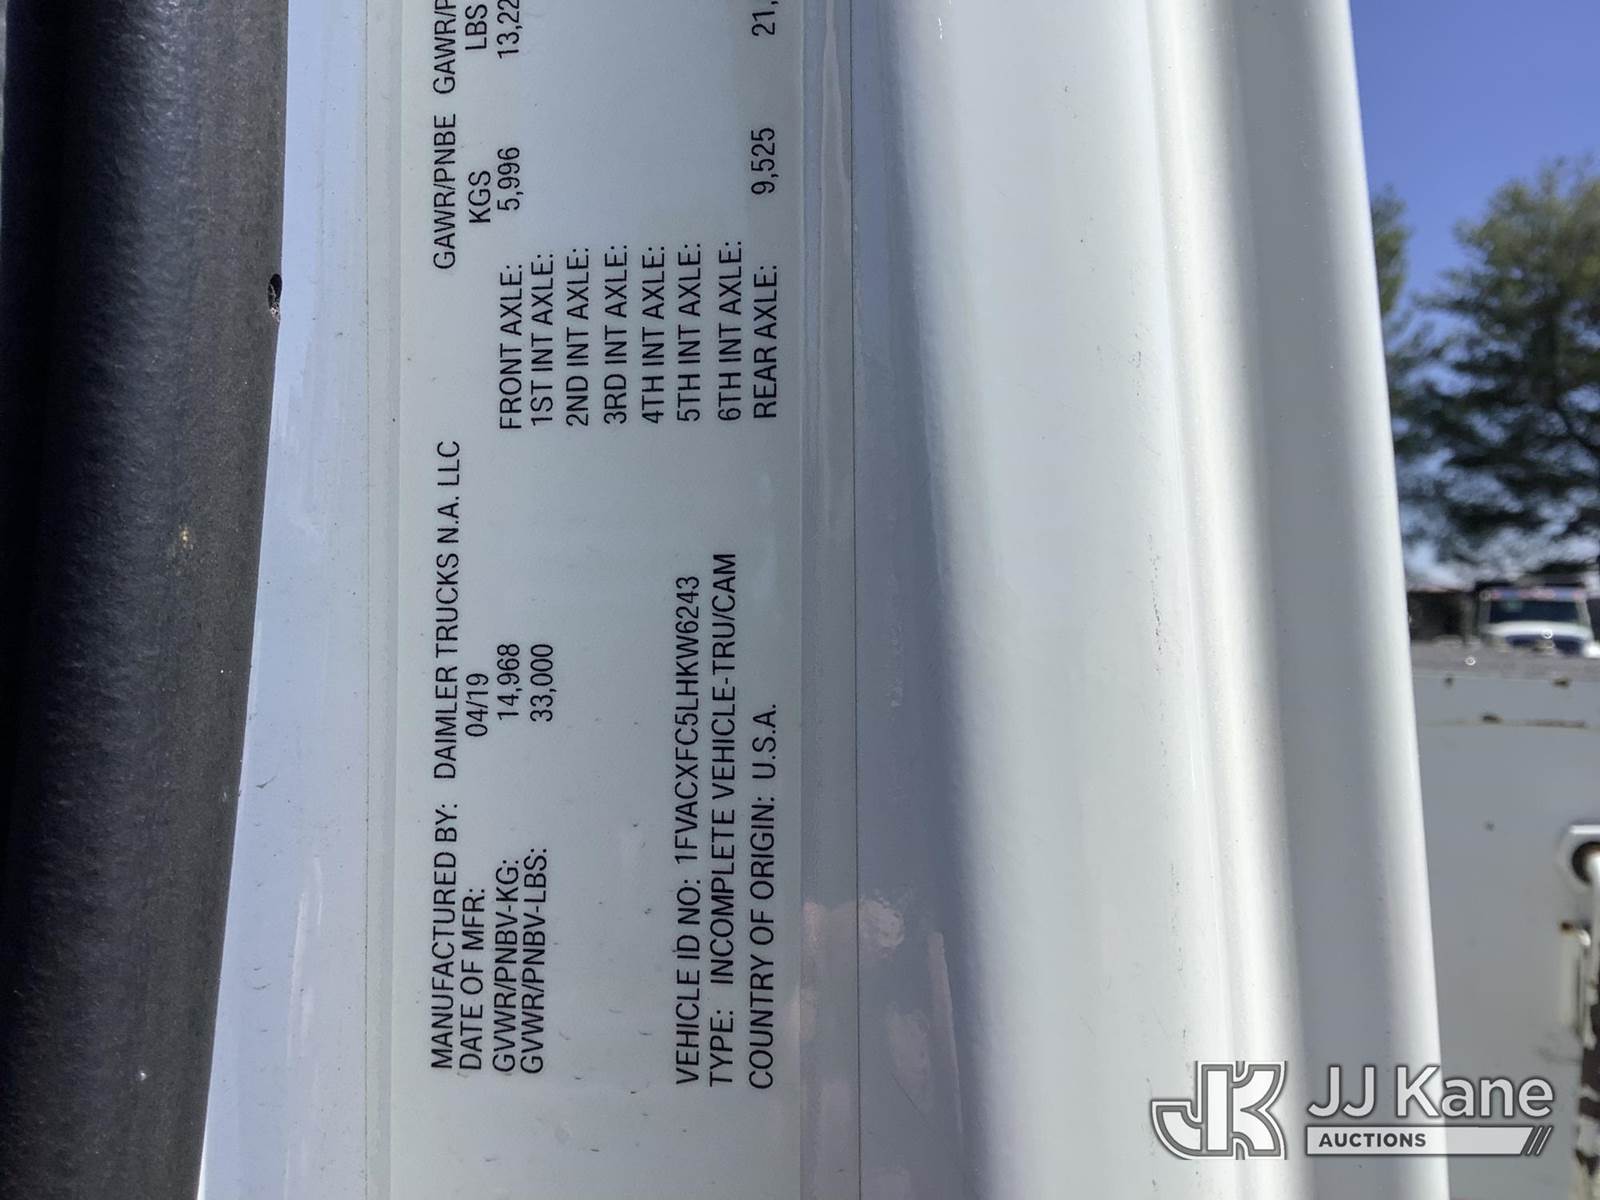 MANUFACTURED BY: DAIMLER TRUCKS N.A. LLC
DATE OF MFR: 04/19
GVWR/PNBV-KG: 14,968
GVWR/PNBV-LBS: 33,000
VEHICLE ID NO: 1FVACXFC5LHKW6243
TYPE: INCOMPLETE VEHICLE-TRU/CAM
COUNTRY OF ORIGIN: U.S.A.
GAWR/PNBE GAWR/P
KGS LBS
FRONT AXLE: 5,996 13,22
1ST INT AXLE:
2ND INT AXLE:
3RD INT AXLE:
4TH INT AXLE:
5TH INT AXLE:
6TH INT AXLE:
REAR AXLE: 9,525 21,
JK JJ Kane
AUCTIONS